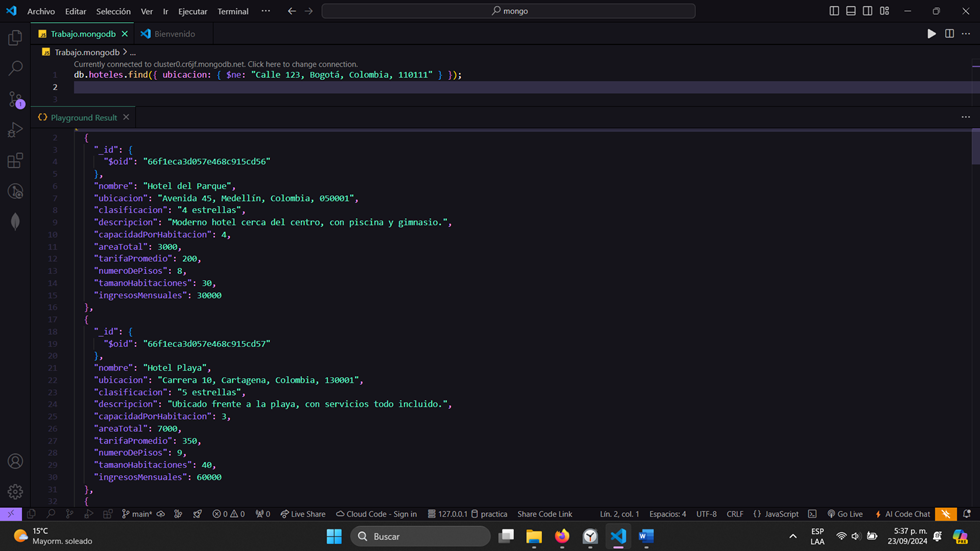 Archivo Editar Selección Ver Ir Ejecutar Terminal ··· mongo
Trabajo.mongodb Bienvenido
Trabajo.mongodb > ...
Currently connected to cluster0.cr6jf.mongodb.net. Click here to change connection.
1 db.hoteles.find({ ubicacion: { $ne: "Calle 123, Bogotá, Colombia, 110111" } });
2
3
Playground Result
2 {
3 "_id": {
4 "$oid": "66f1eca3d057e468c915cd56"
5 },
6 "nombre": "Hotel del Parque",
7 "ubicacion": "Avenida 45, Medellín, Colombia, 050001",
8 "clasificacion": "4 estrellas",
9 "descripcion": "Moderno hotel cerca del centro, con piscina y gimnasio.",
10 "capacidadPorHabitacion": 4,
11 "areaTotal": 3000,
12 "tarifaPromedio": 200,
13 "numeroDePisos": 8,
14 "tamanoHabitaciones": 30,
15 "ingresosMensuales": 30000
16 },
17 {
18 "_id": {
19 "$oid": "66f1eca3d057e468c915cd57"
20 },
21 "nombre": "Hotel Playa",
22 "ubicacion": "Carrera 10, Cartagena, Colombia, 130001",
23 "clasificacion": "5 estrellas",
24 "descripcion": "Ubicado frente a la playa, con servicios todo incluido.",
25 "capacidadPorHabitacion": 3,
26 "areaTotal": 7000,
27 "tarifaPromedio": 350,
28 "numeroDePisos": 9,
29 "tamanoHabitaciones": 40,
30 "ingresosMensuales": 60000
31 },
32 {
main* 0 0 0 Live Share Cloud Code - Sign in 127.0.0.1 practica Share Code Link Lín. 2, col. 1 Espacios: 4 UTF-8 CRLF {} JavaScript Go Live AI Code Chat
15°C Mayorm. soleado Buscar ESP LAA 5:37 p. m. 23/09/2024